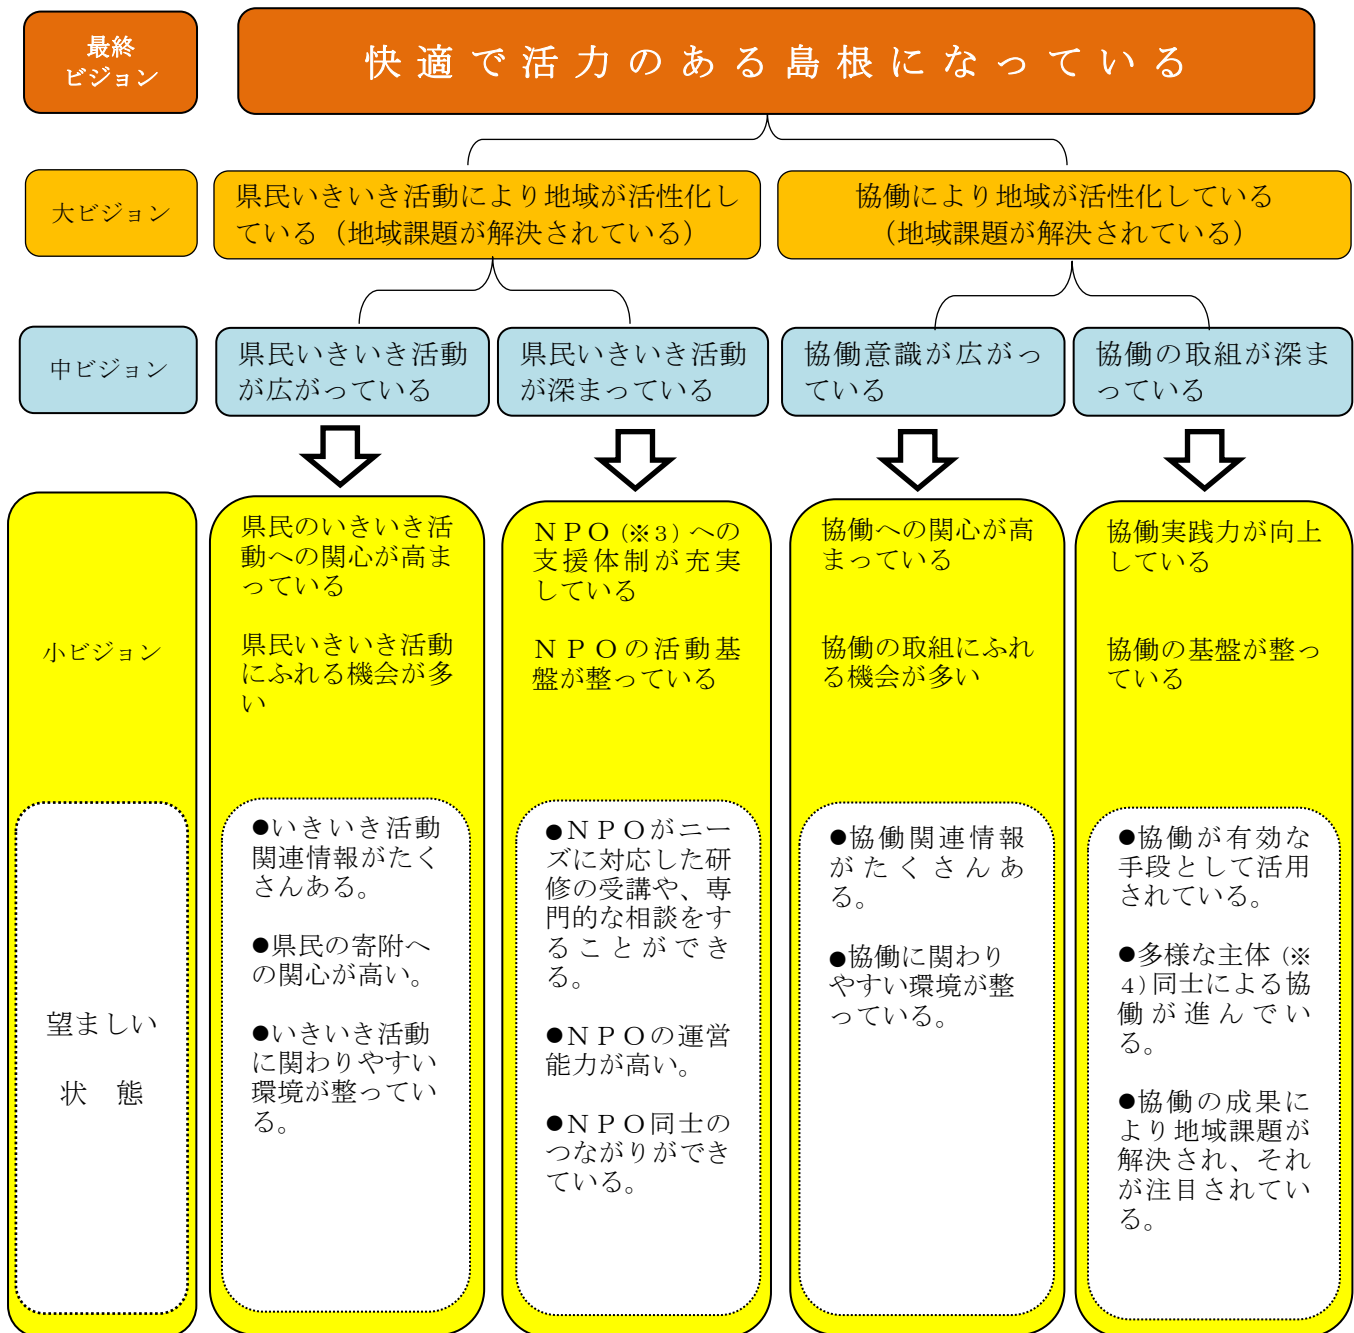 最終
ビジョン
快適で活力のある島根になっている
大ビジョン
県民いきいき活動により地域が活性化し
ている（地域課題が解決されている）
協働により地域が活性化している
（地域課題が解決されている）
中ビジョン
県民いきいき活動
が広がっている
県民いきいき活動
が深まっている
協働意識が広がっ
ている
協働の取組が深ま
っている
小ビジョン
県民のいきいき活
動への関心が高ま
っている
県民いきいき活動
にふれる機会が多
い
ＮＰＯ(※3)への
支援体制が充実
している
ＮＰＯの活動基
盤が整っている
協働への関心が高
まっている
協働の取組にふれ
る機会が多い
協働実践力が向上
している
協働の基盤が整っ
ている
望ましい
状　態
●いきいき活動
関連情報がたく
さんある。
●県民の寄附へ
の関心が高い。
●いきいき活動
に関わりやすい
環境が整ってい
る。
●ＮＰＯがニー
ズに対応した研
修の受講や、専
門的な相談をす
ることができ
る。
●ＮＰＯの運営
能力が高い。
●ＮＰＯ同士の
つながりができ
ている。
●協働関連情報
がたくさんあ
る。
●協働に関わり
やすい環境が整
っている。
●協働が有効な
手段として活用
されている。
●多様な主体(※
4)同士による協
働が進んでい
る。
●協働の成果に
より地域課題が
解決され、それ
が注目されてい
る。